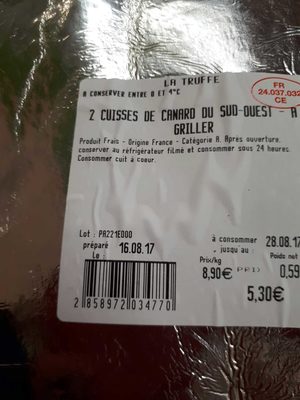 LA TRUFFE
A CONSERVER ENTRE 0 ET 4°C
FR
24.037.032
CE
2 CUISSES DE CANARD DU SUD-OUEST - A
GRILLER
Produit Frais - Origine France - Catégorie A. Après ouverture,
conserver au réfrigérateur filmé et consommer sous 24 heures.
Consommer cuit à coeur.
Lot : PA221E000
préparé 16.08.17
Le :
à consommer 28.08.17
jusqu'au :
Prix/kg Poids net
8,90€ 0,59
5,30€
2 858972 034770